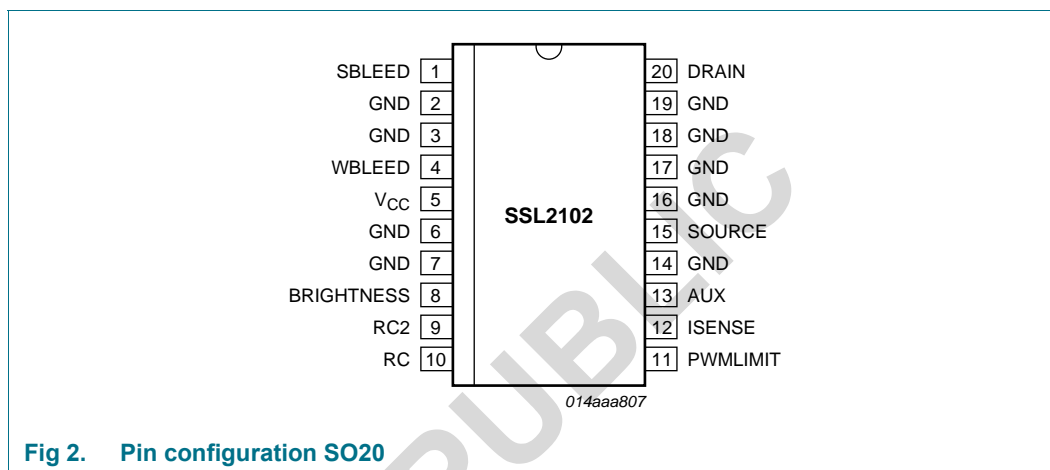 SBLEED 1
GND 2
GND 3
WBLEED 4
VCC 5
GND 6
GND 7
BRIGHTNESS 8
RC2 9
RC 10
SSL2102
20 DRAIN
19 GND
18 GND
17 GND
16 GND
15 SOURCE
14 GND
13 AUX
12 ISENSE
11 PWMLIMIT
014aaa807
PUBLIC
Fig 2. Pin configuration SO20